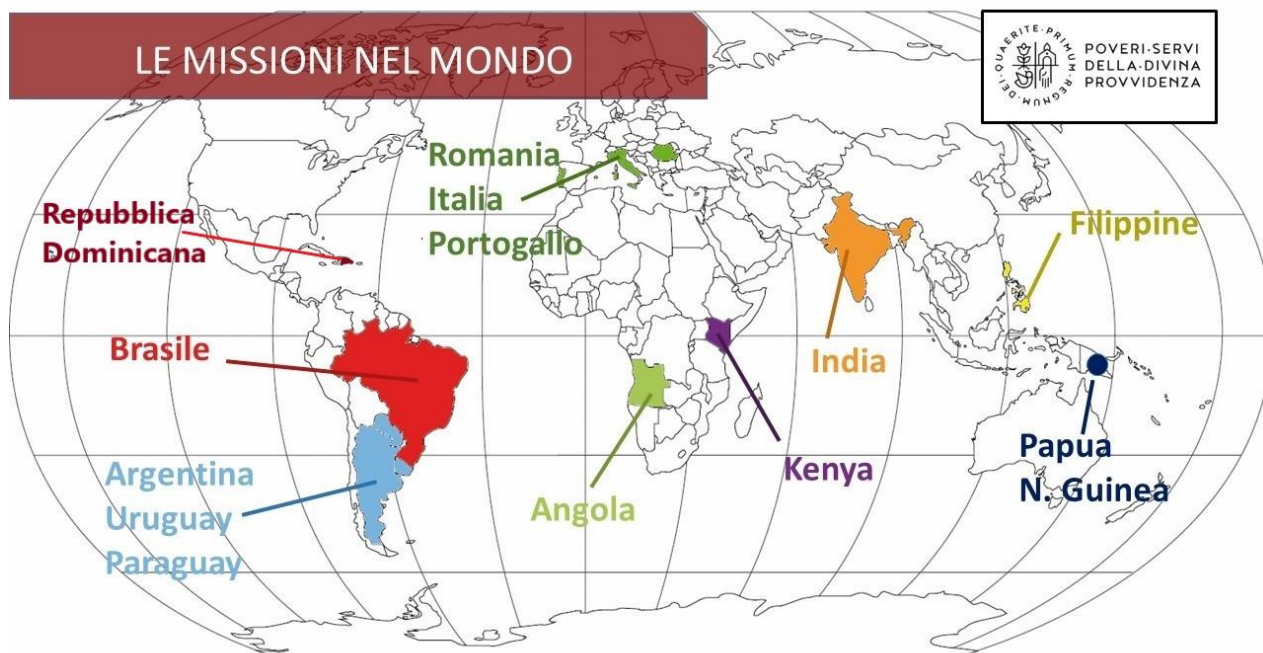 LE MISSIONI NEL MONDO
QUAERITE·PRIMUM·REGNUM·DEI
POVERI·SERVI
DELLA·DIVINA
PROVVIDENZA
Romania
Italia
Portogallo
Repubblica
Dominicana
Filippine
Brasile
India
Argentina
Uruguay
Paraguay
Angola
Kenya
Papua
N. Guinea